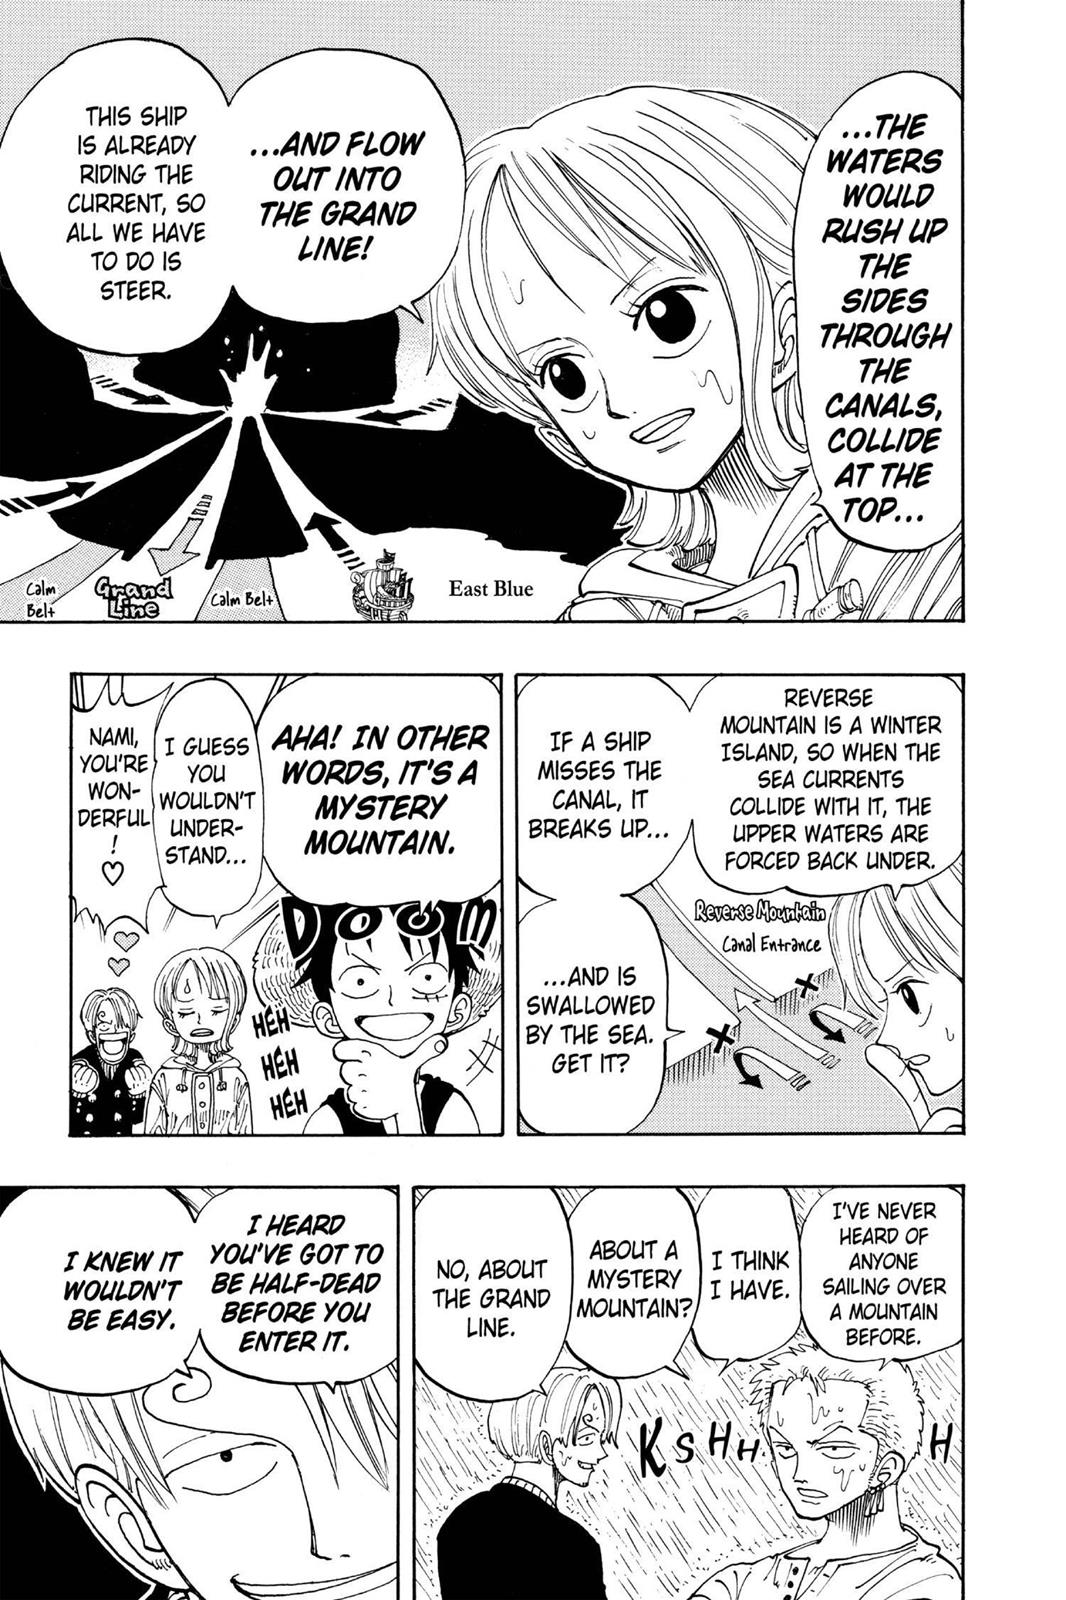 ...THE
WATERS
WOULD
RUSH UP
THE
SIDES
THROUGH
THE
CANALS,
COLLIDE
AT THE
TOP...
...AND FLOW
OUT INTO
THE GRAND
LINE!
THIS SHIP
IS ALREADY
RIDING THE
CURRENT, SO
ALL WE HAVE
TO DO IS
STEER.
Calm
Belt
Grand
Line
Calm Belt
East Blue
REVERSE
MOUNTAIN IS A WINTER
ISLAND, SO WHEN THE
SEA CURRENTS
COLLIDE WITH IT, THE
UPPER WATERS ARE
FORCED BACK UNDER.
IF A SHIP
MISSES THE
CANAL, IT
BREAKS UP...
Reverse Mountain
Canal Entrance
...AND IS
SWALLOWED
BY THE SEA.
GET IT?
AHA! IN OTHER
WORDS, IT'S A
MYSTERY
MOUNTAIN.
DOOM
HEH
HEH
HEH
I GUESS
YOU
WOULDN'T
UNDER-
STAND...
NAMI,
YOU'RE
WON-
DERFUL
!
♡
I'VE NEVER
HEARD OF
ANYONE
SAILING OVER
A MOUNTAIN
BEFORE.
I THINK
I HAVE.
ABOUT A
MYSTERY
MOUNTAIN?
NO, ABOUT
THE GRAND
LINE.
KSHHH
I HEARD
YOU'VE GOT TO
BE HALF-DEAD
BEFORE YOU
ENTER IT.
I KNEW IT
WOULDN'T
BE EASY.